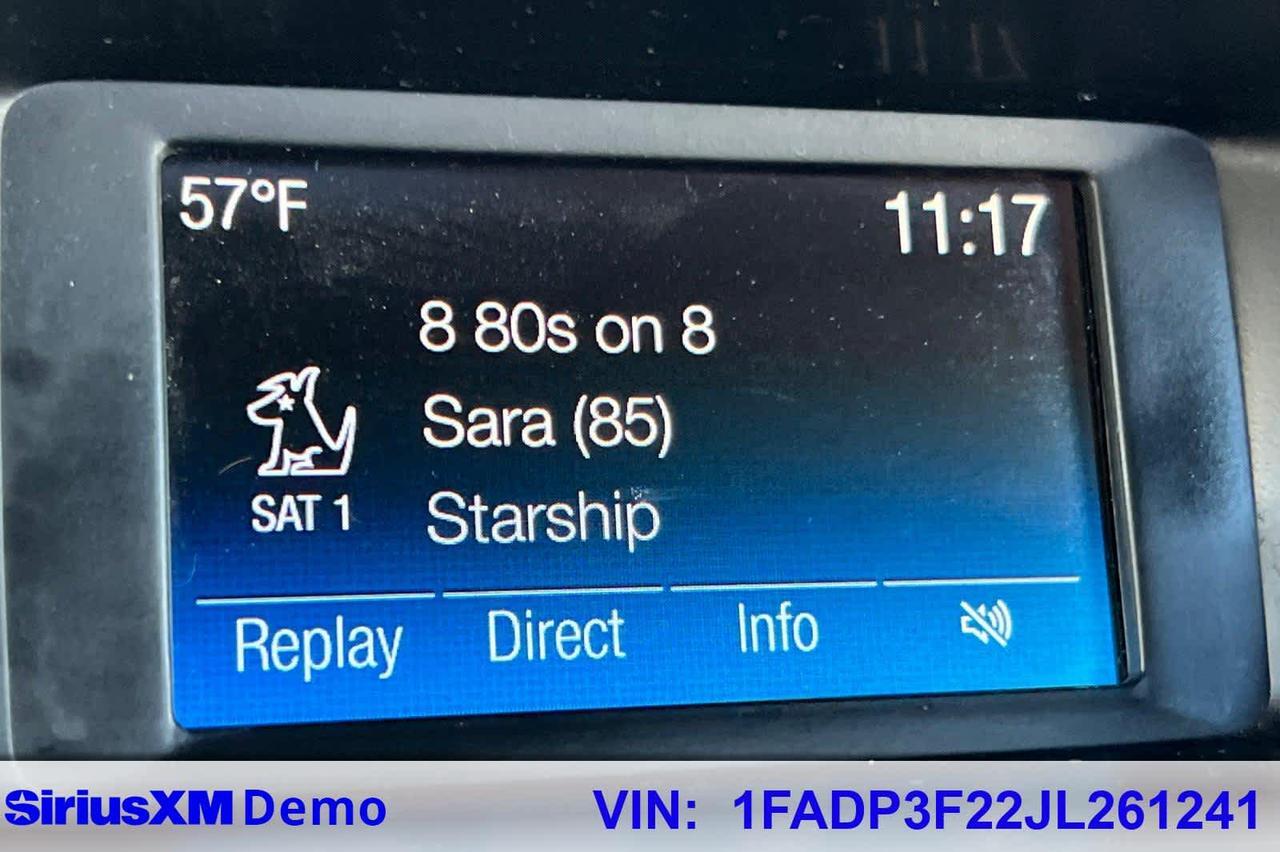 57°F
11:17
8 80s on 8
Sara (85)
SAT 1
Starship
Replay Direct Info
SiriusXM Demo VIN: 1FADP3F22JL261241